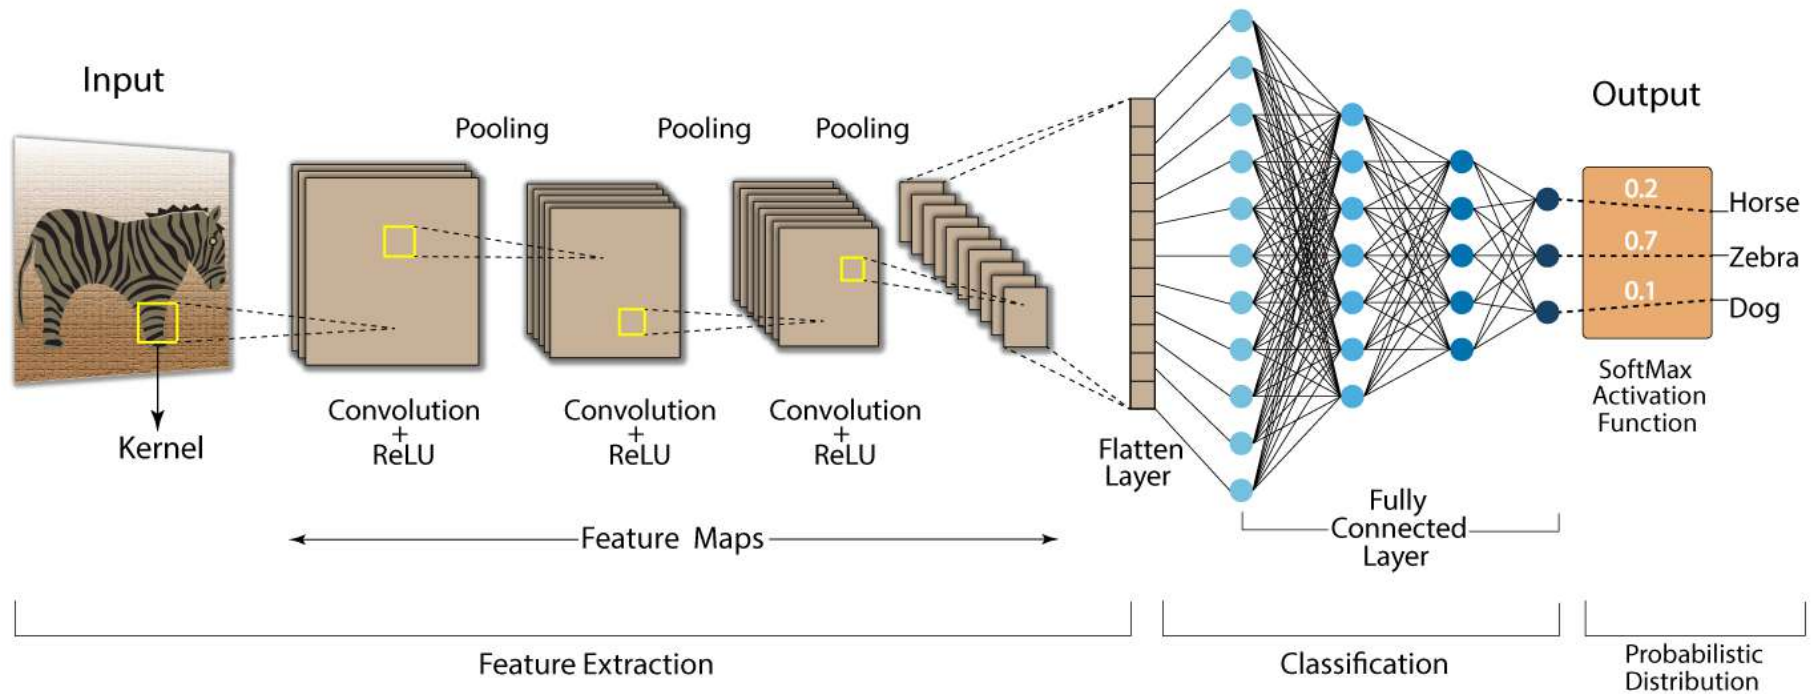 Input
Pooling
Pooling
Pooling
Output
0.2
Horse
0.7
Zebra
0.1
Dog
SoftMax
Activation
Function
Kernel
Convolution
+
ReLU
Convolution
+
ReLU
Convolution
+
ReLU
Flatten
Layer
Fully
Connected
Layer
Feature Maps
Feature Extraction
Classification
Probabilistic
Distribution